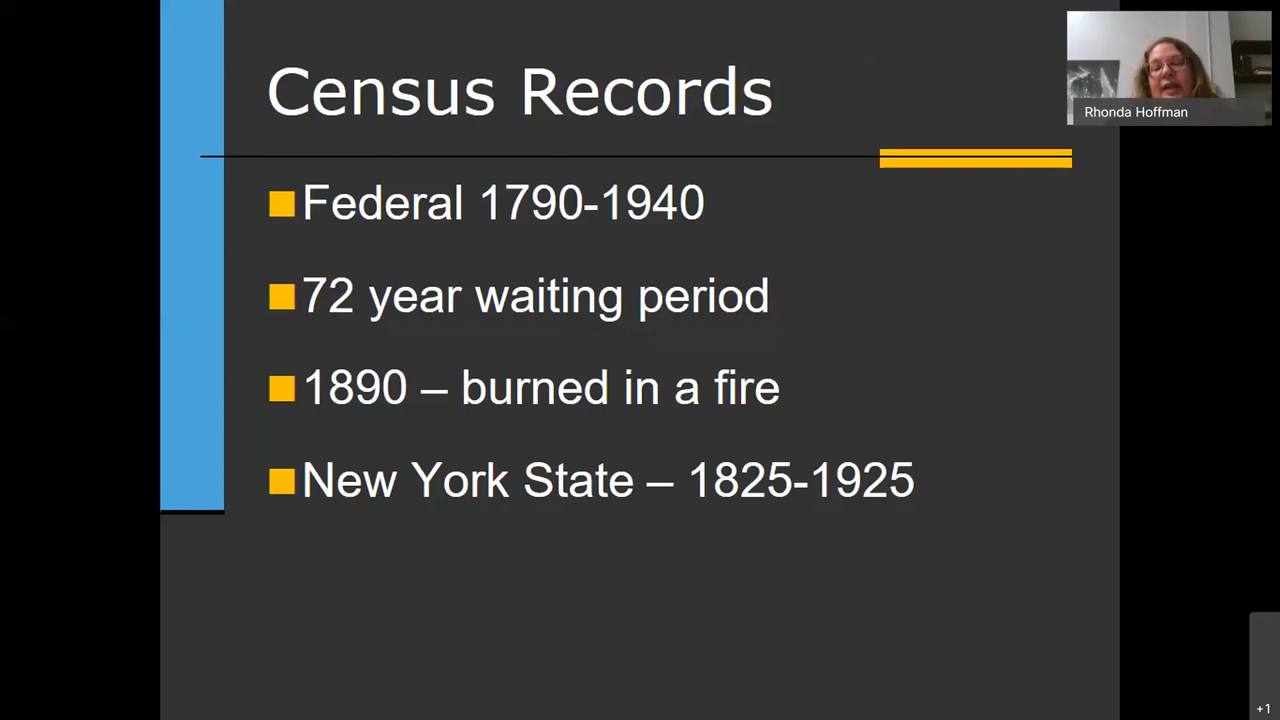 Census Records
Rhonda Hoffman
Federal 1790-1940
72 year waiting period
1890 – burned in a fire
New York State – 1825-1925
+1